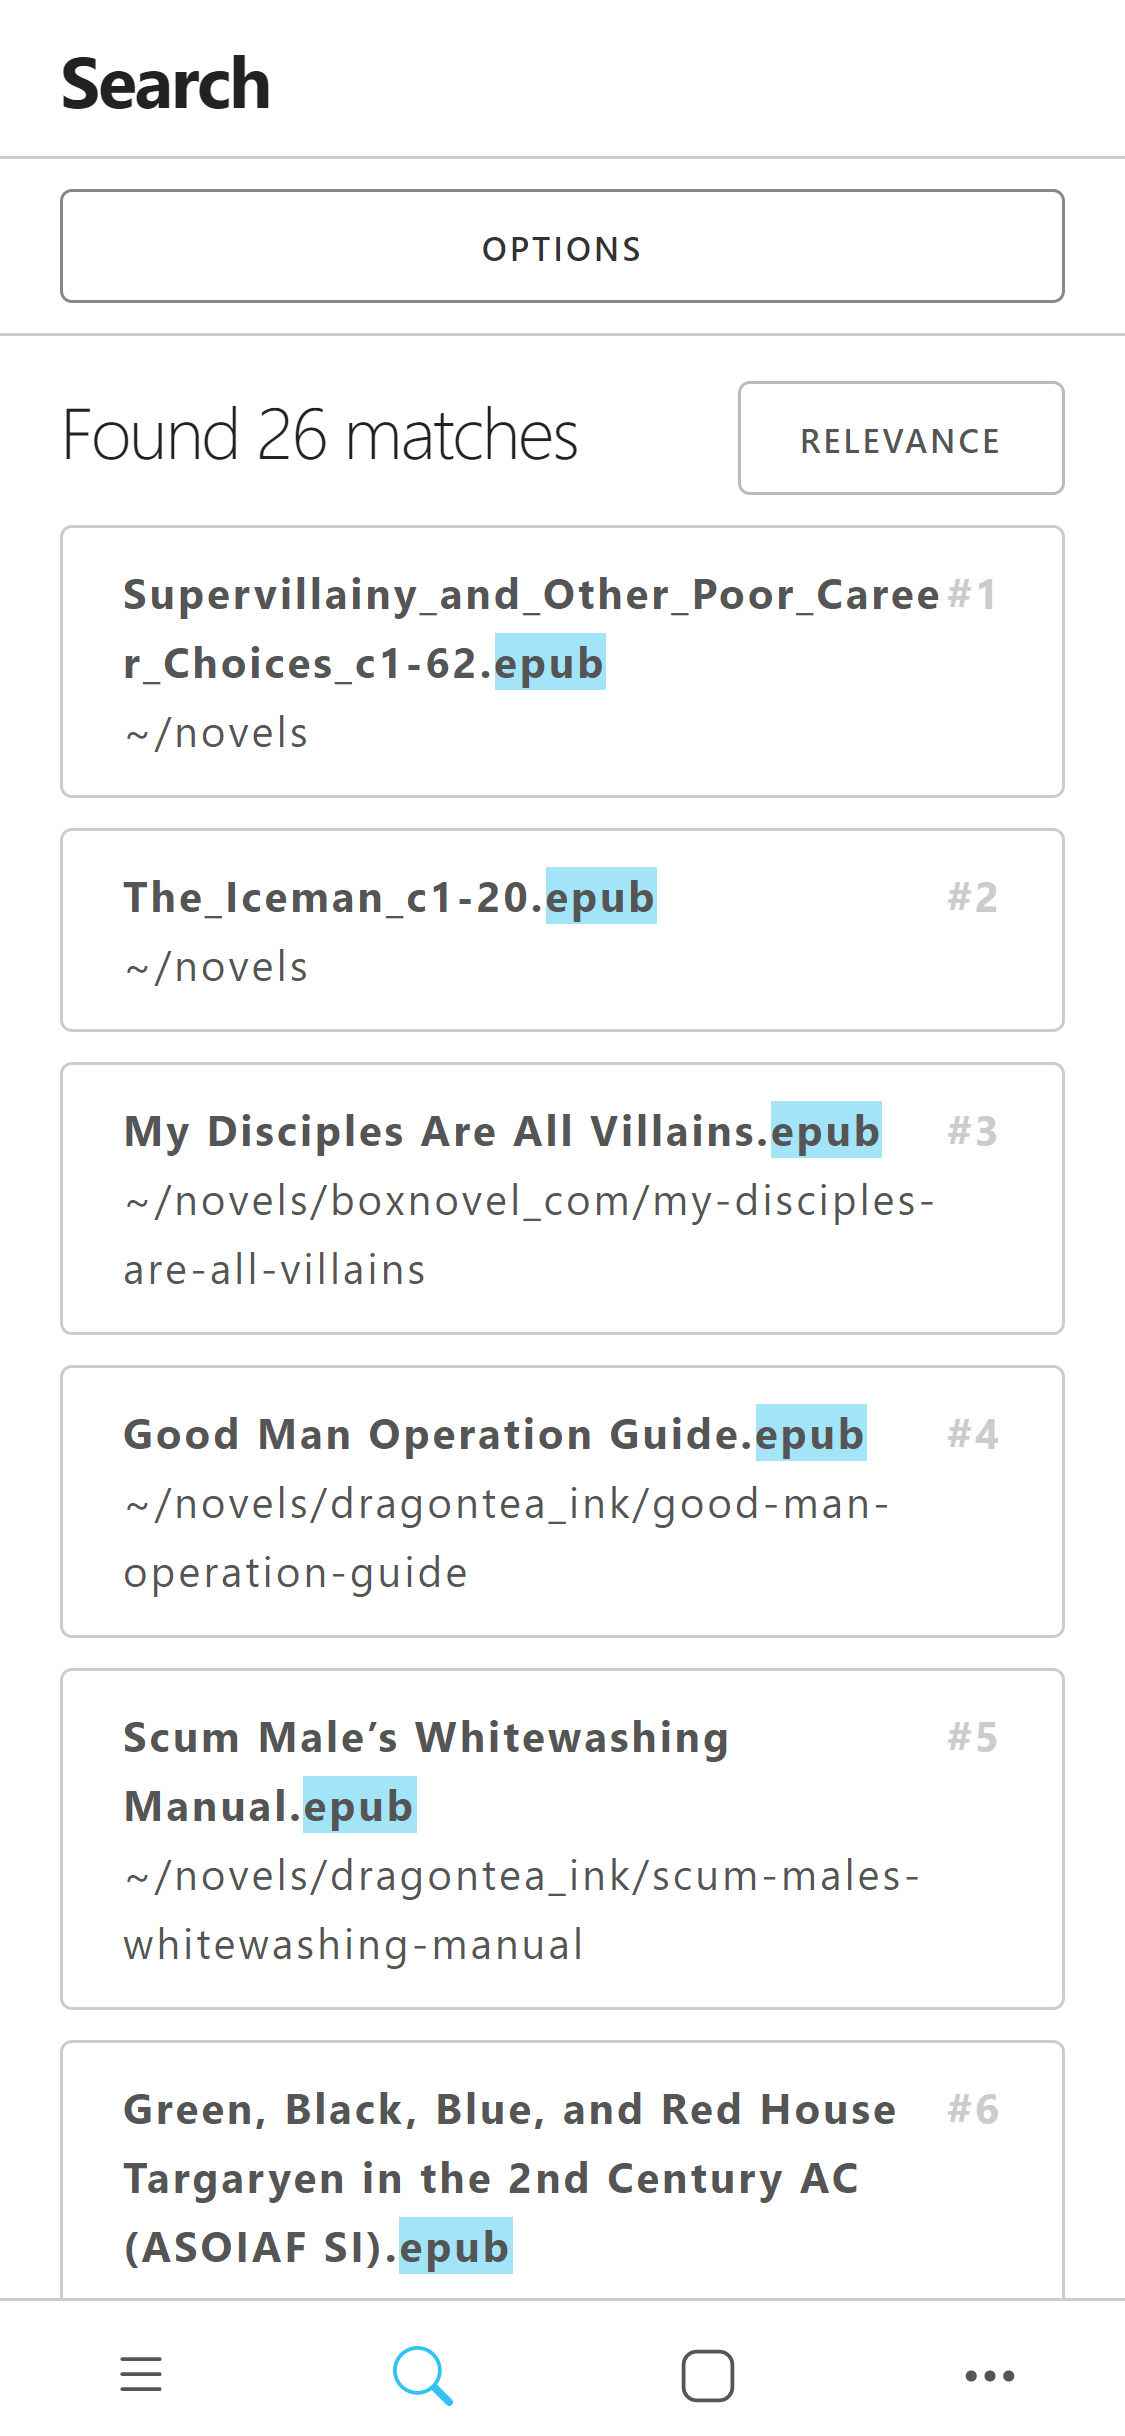 Search
OPTIONS
Found 26 matches
RELEVANCE
Supervillainy_and_Other_Poor_Caree #1
r_Choices_c1-62.epub
~/novels
The_Iceman_c1-20.epub #2
~/novels
My Disciples Are All Villains.epub #3
~/novels/boxnovel_com/my-disciples-
are-all-villains
Good Man Operation Guide.epub #4
~/novels/dragontea_ink/good-man-
operation-guide
Scum Male’s Whitewashing #5
Manual.epub
~/novels/dragontea_ink/scum-males-
whitewashing-manual
Green, Black, Blue, and Red House #6
Targaryen in the 2nd Century AC
(ASOIAF SI).epub